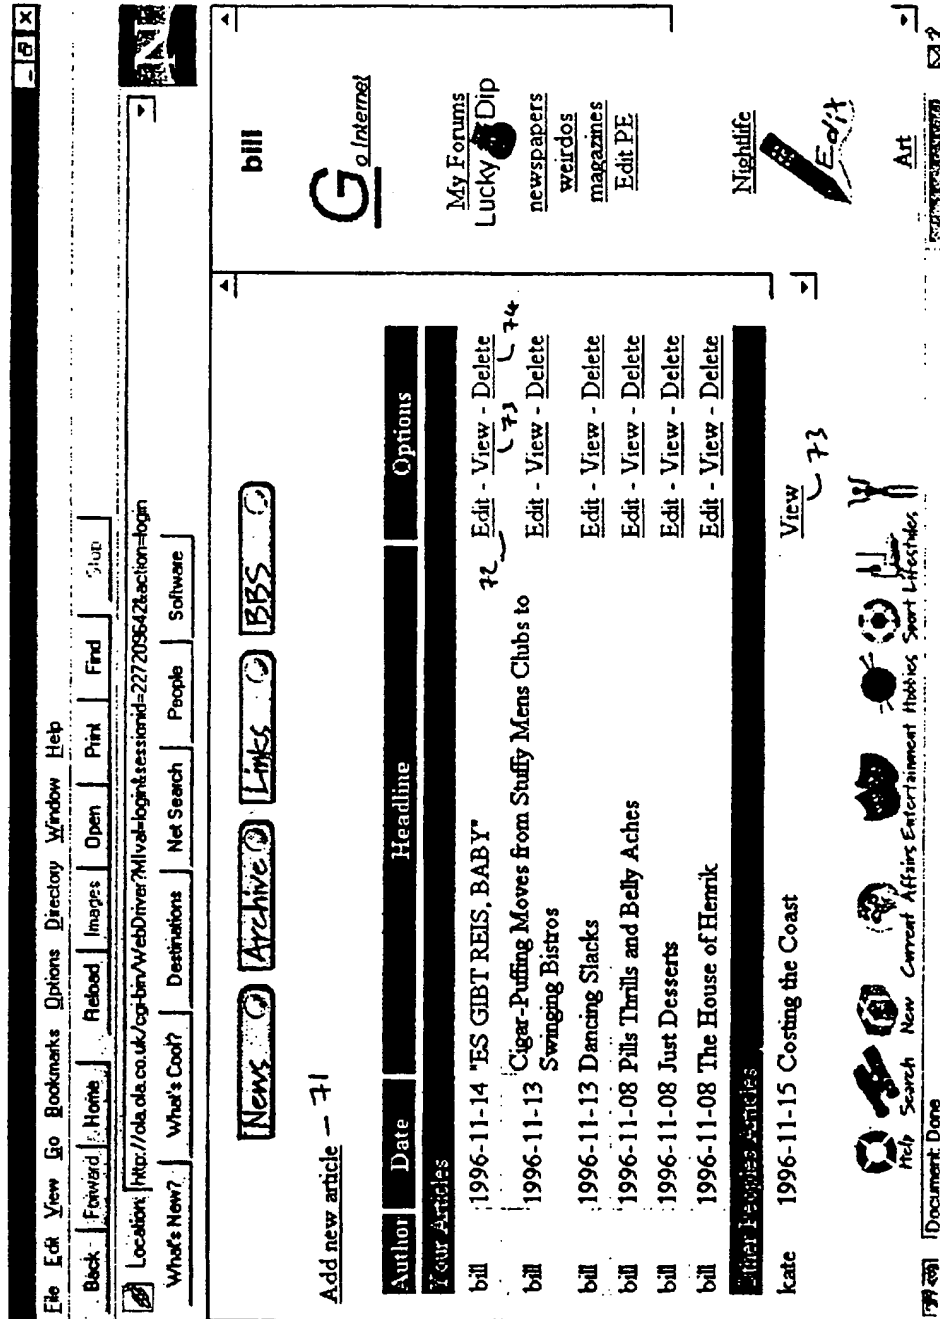 File Edit View Go Bookmarks Options Directory Window Help
Back Forward Home Reload Images Open Print Find Stop
Location: http://ola.ola.co.uk/cgi-bin/WebDriver?MIval=login&sessionid=227209642&action=login
What's New? What's Cool? Destinations Net Search People Software
News Archive Links BBS
Add new article 71
Author Date Headline Options
Your Articles
72 73 74
bill 1996-11-14 "ES GIBT REIS, BABY" Edit - View - Delete
bill 1996-11-13 Cigar-Puffing Moves from Stuffy Mens Clubs to Edit - View - Delete
Swinging Bistros
bill 1996-11-13 Dancing Slacks Edit - View - Delete
bill 1996-11-08 Pills Thrills and Belly Aches Edit - View - Delete
bill 1996-11-08 Just Desserts Edit - View - Delete
bill 1996-11-08 The House of Henrik Edit - View - Delete
Other Peoples Articles
kate 1996-11-15 Costing the Coast View 73
Help Search New Current Affairs Entertainment Hobbies Sport Lifestyles
bill
Go Internet
My Forums
Lucky Dip
newspapers
weirdos
magazines
Edit PE
Nightlife
Edit
Art
Document: Done